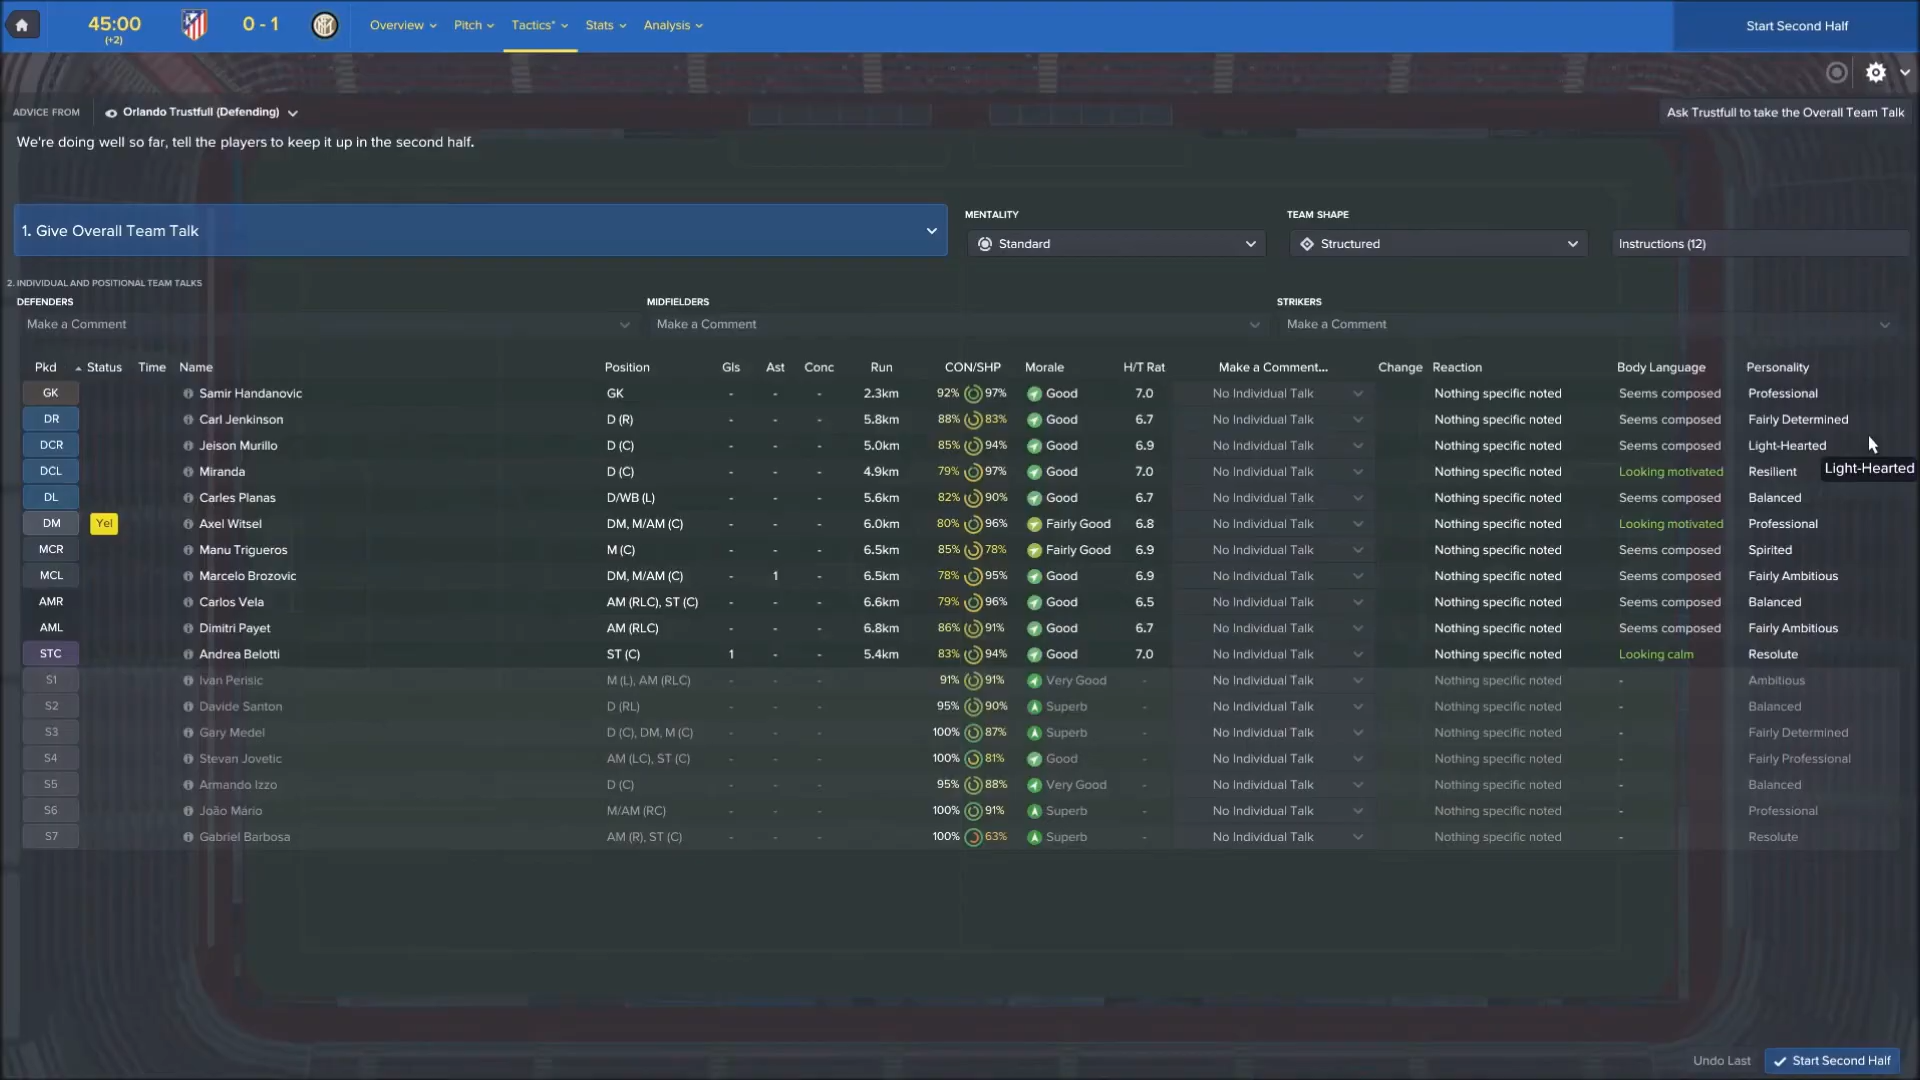 45:00
(+2)
0 - 1
Overview
Pitch
Tactics*
Stats
Analysis
Start Second Half
ADVICE FROM
Orlando Trustfull (Defending)
Ask Trustfull to take the Overall Team Talk
We're doing well so far, tell the players to keep it up in the second half.
1. Give Overall Team Talk
MENTALITY
Standard
TEAM SHAPE
Structured
Instructions (12)
2. INDIVIDUAL AND POSITIONAL TEAM TALKS
DEFENDERS MIDFIELDERS STRIKERS
Make a Comment Make a Comment Make a Comment
Pkd Status Time Name Position Gls Ast Conc Run CON/SHP Morale H/T Rat Make a Comment... Change Reaction Body Language Personality
GK Samir Handanovic GK - - - 2.3km 92% 97% Good 7.0 No Individual Talk Nothing specific noted Seems composed Professional
DR Carl Jenkinson D (R) - - - 5.8km 88% 83% Good 6.7 No Individual Talk Nothing specific noted Seems composed Fairly Determined
DCR Jeison Murillo D (C) - - - 5.0km 85% 94% Good 6.9 No Individual Talk Nothing specific noted Seems composed Light-Hearted
DCL Miranda D (C) - - - 4.9km 79% 97% Good 7.0 No Individual Talk Nothing specific noted Looking motivated Resilient
Light-Hearted
DL Carles Planas D/WB (L) - - - 5.6km 82% 90% Good 6.7 No Individual Talk Nothing specific noted Seems composed Balanced
DM Yel Axel Witsel DM, M/AM (C) - - - 6.0km 80% 96% Fairly Good 6.8 No Individual Talk Nothing specific noted Looking motivated Professional
MCR Manu Trigueros M (C) - - - 6.5km 85% 78% Fairly Good 6.9 No Individual Talk Nothing specific noted Seems composed Spirited
MCL Marcelo Brozovic DM, M/AM (C) - 1 - 6.5km 78% 95% Good 6.9 No Individual Talk Nothing specific noted Seems composed Fairly Ambitious
AMR Carlos Vela AM (RLC), ST (C) - - - 6.6km 79% 96% Good 6.5 No Individual Talk Nothing specific noted Seems composed Balanced
AML Dimitri Payet AM (RLC) - - - 6.8km 86% 91% Good 6.7 No Individual Talk Nothing specific noted Seems composed Fairly Ambitious
STC Andrea Belotti ST (C) 1 - - 5.4km 83% 94% Good 7.0 No Individual Talk Nothing specific noted Looking calm Resolute
S1 Ivan Perisic M (L), AM (RLC) - - - 91% 91% Very Good - No Individual Talk Nothing specific noted - Ambitious
S2 Davide Santon D (RL) - - - 95% 90% Superb - No Individual Talk Nothing specific noted - Balanced
S3 Gary Medel D (C), DM, M (C) - - - 100% 87% Superb - No Individual Talk Nothing specific noted - Fairly Determined
S4 Stevan Jovetic AM (LC), ST (C) - - - 100% 81% Good - No Individual Talk Nothing specific noted - Fairly Professional
S5 Armando Izzo D (C) - - - 95% 88% Very Good - No Individual Talk Nothing specific noted - Balanced
S6 João Mário M/AM (RC) - - - 100% 91% Superb - No Individual Talk Nothing specific noted - Professional
S7 Gabriel Barbosa AM (R), ST (C) - - - 100% 63% Superb - No Individual Talk Nothing specific noted - Resolute
Undo Last
Start Second Half